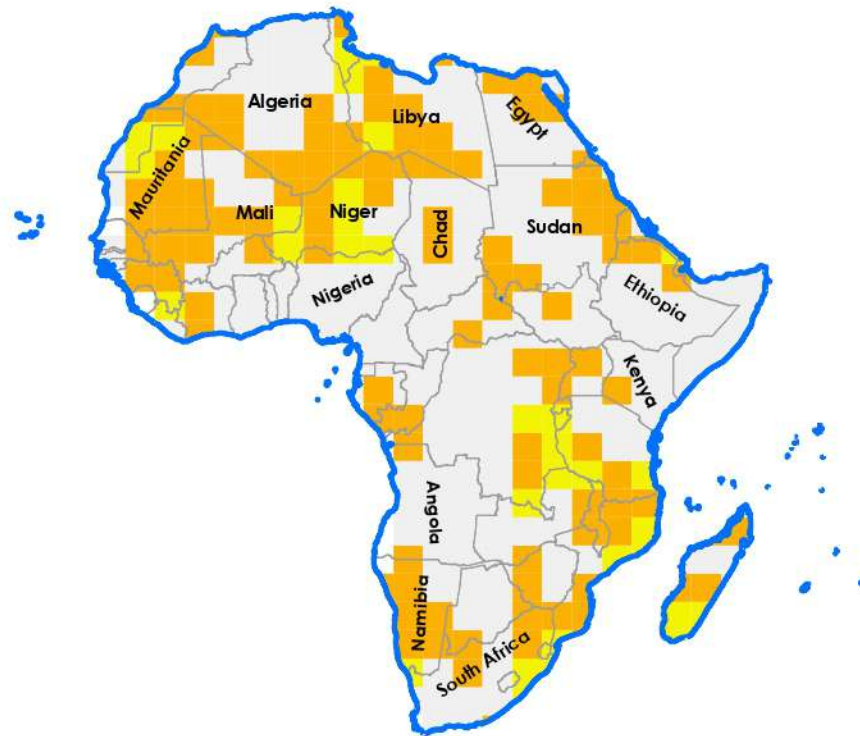 Algeria
Libya
Egypt
Mauritania
Mali
Niger
Chad
Sudan
Nigeria
Ethiopia
Kenya
Angola
Namibia
South Africa